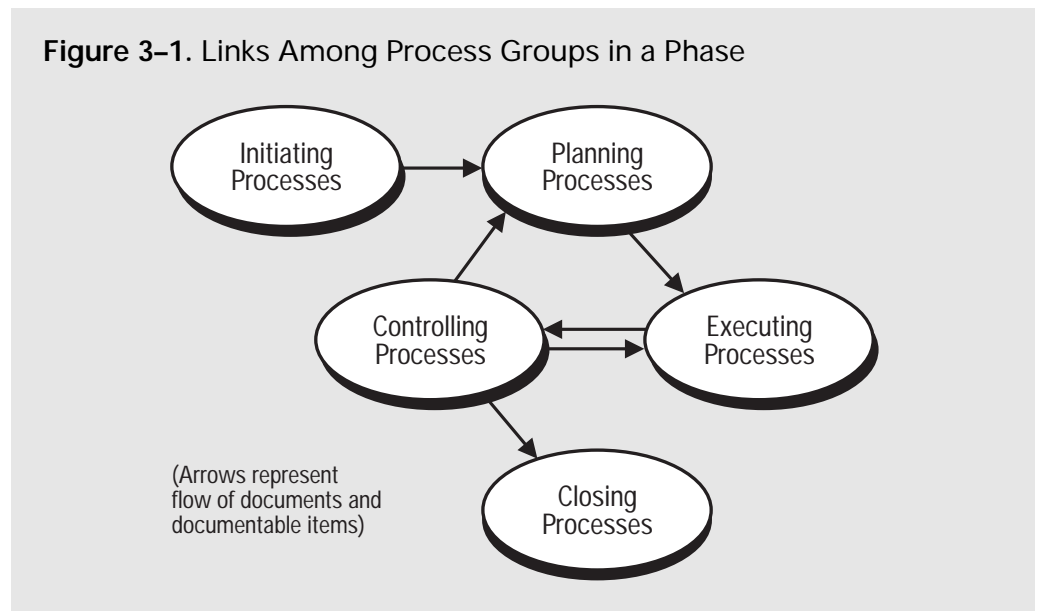 Figure 3–1. Links Among Process Groups in a Phase
Initiating
Processes
Planning
Processes
Controlling
Processes
Executing
Processes
(Arrows represent
flow of documents and
documentable items)
Closing
Processes